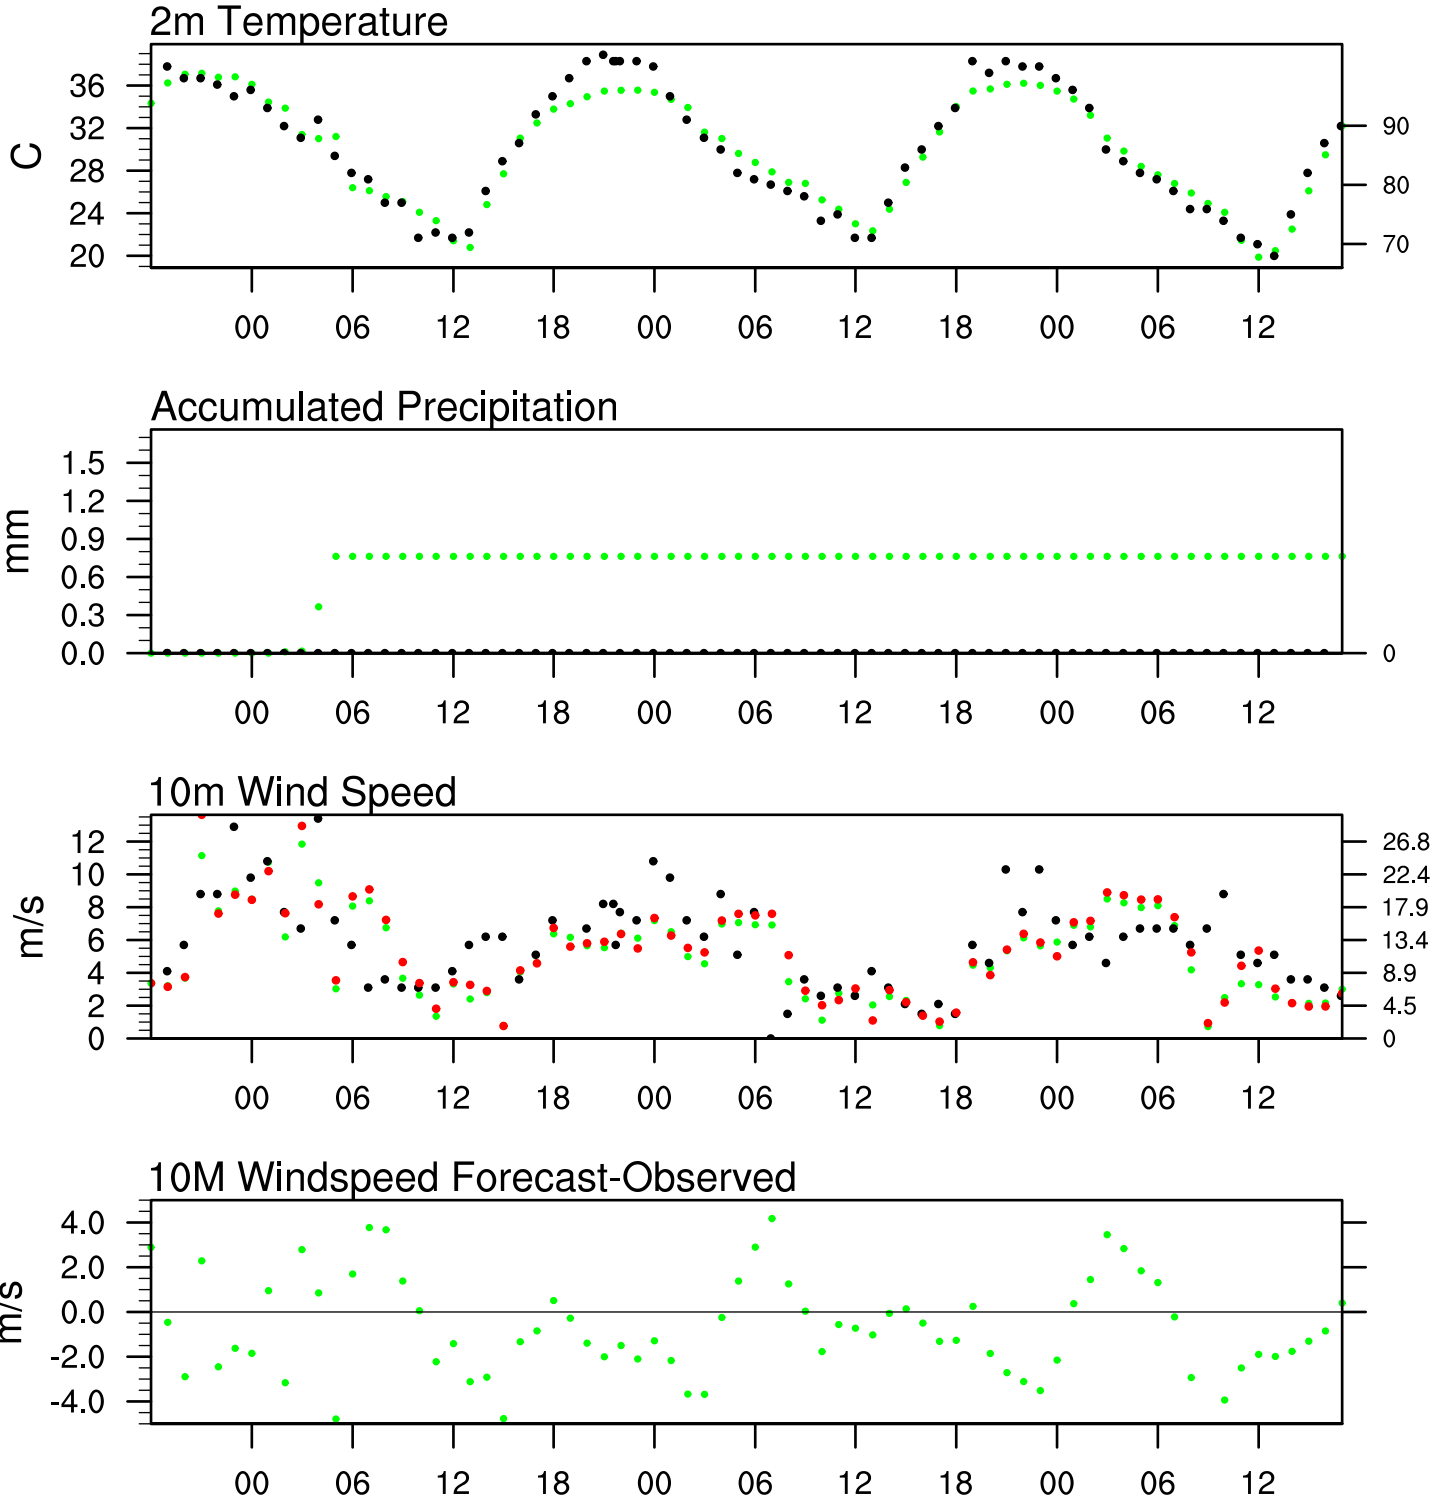 2m Temperature
C
36
32
28
24
20
90
80
70
00 06 12 18 00 06 12 18 00 06 12
Accumulated Precipitation
mm
1.5
1.2
0.9
0.6
0.3
0.0
0
00 06 12 18 00 06 12 18 00 06 12
10m Wind Speed
m/s
12
10
8
6
4
2
0
26.8
22.4
17.9
13.4
8.9
4.5
0
00 06 12 18 00 06 12 18 00 06 12
10M Windspeed Forecast-Observed
m/s
4.0
2.0
0.0
-2.0
-4.0
00 06 12 18 00 06 12 18 00 06 12